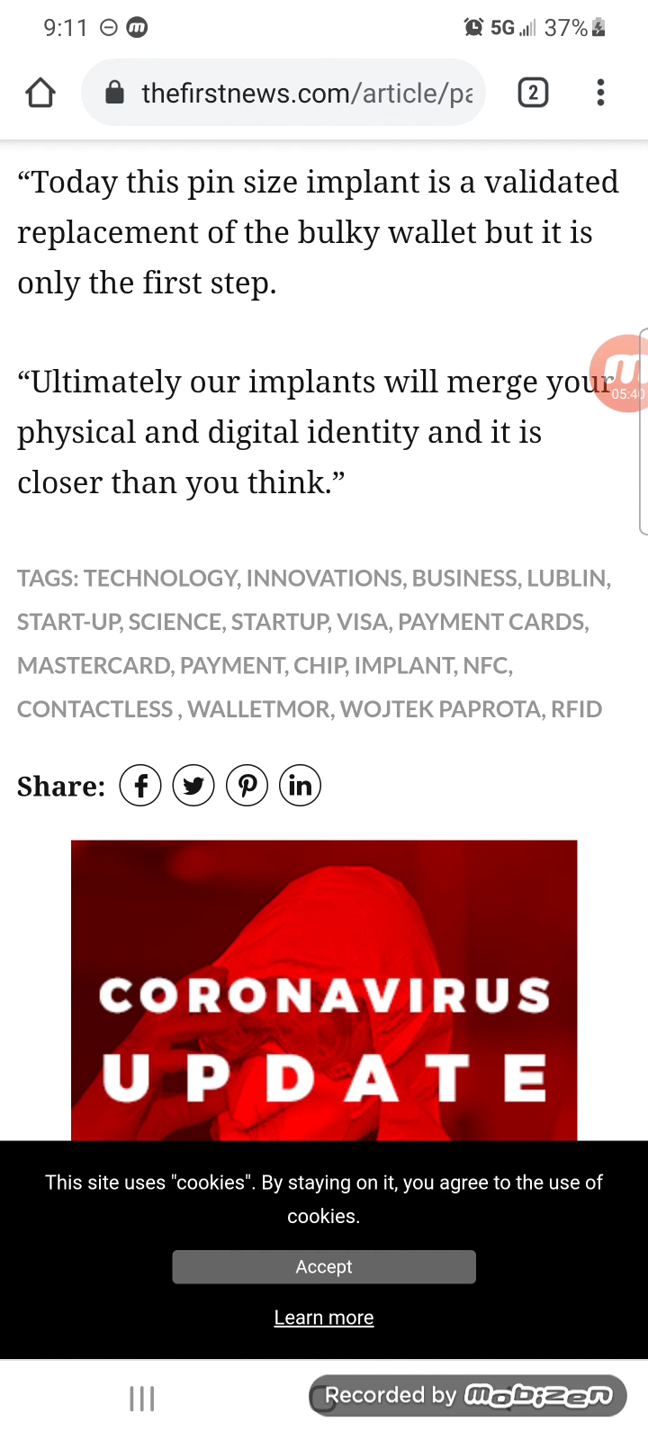 9:11 5G 37%
thefirstnews.com/article/pa 2
“Today this pin size implant is a validated
replacement of the bulky wallet but it is
only the first step.
“Ultimately our implants will merge your
05:40
physical and digital identity and it is
closer than you think.”
TAGS: TECHNOLOGY, INNOVATIONS, BUSINESS, LUBLIN,
START-UP, SCIENCE, STARTUP, VISA, PAYMENT CARDS,
MASTERCARD, PAYMENT, CHIP, IMPLANT, NFC,
CONTACTLESS , WALLETMOR, WOJTEK PAPROTA, RFID
Share:
CORONAVIRUS
UPDATE
This site uses "cookies". By staying on it, you agree to the use of
cookies.
Accept
Learn more
Recorded by mobizen